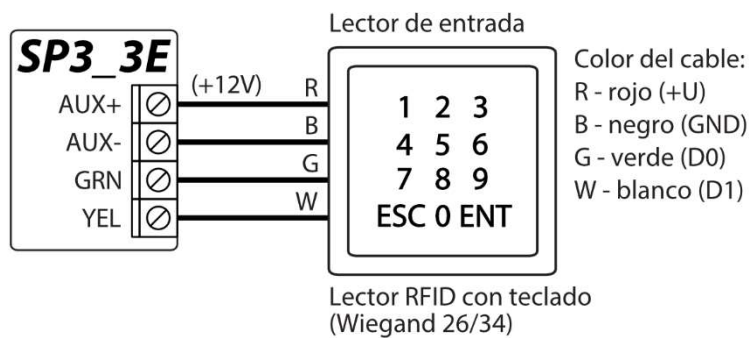 Lector de entrada
SP3_3E
AUX+ (+12V) R
AUX- B
GRN G
YEL W
1 2 3
4 5 6
7 8 9
ESC 0 ENT
Color del cable:
R - rojo (+U)
B - negro (GND)
G - verde (D0)
W - blanco (D1)
Lector RFID con teclado
(Wiegand 26/34)